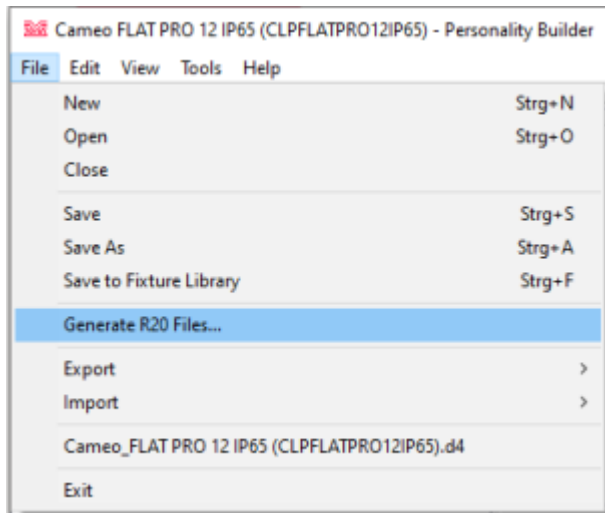 Cameo FLAT PRO 12 IP65 (CLPFLATPRO12IP65) - Personality Builder
File Edit View Tools Help
New Strg+N
Open Strg+O
Close
Save Strg+S
Save As Strg+A
Save to Fixture Library Strg+F
Generate R20 Files...
Export >
Import >
Cameo_FLAT PRO 12 IP65 (CLPFLATPRO12IP65).d4
Exit